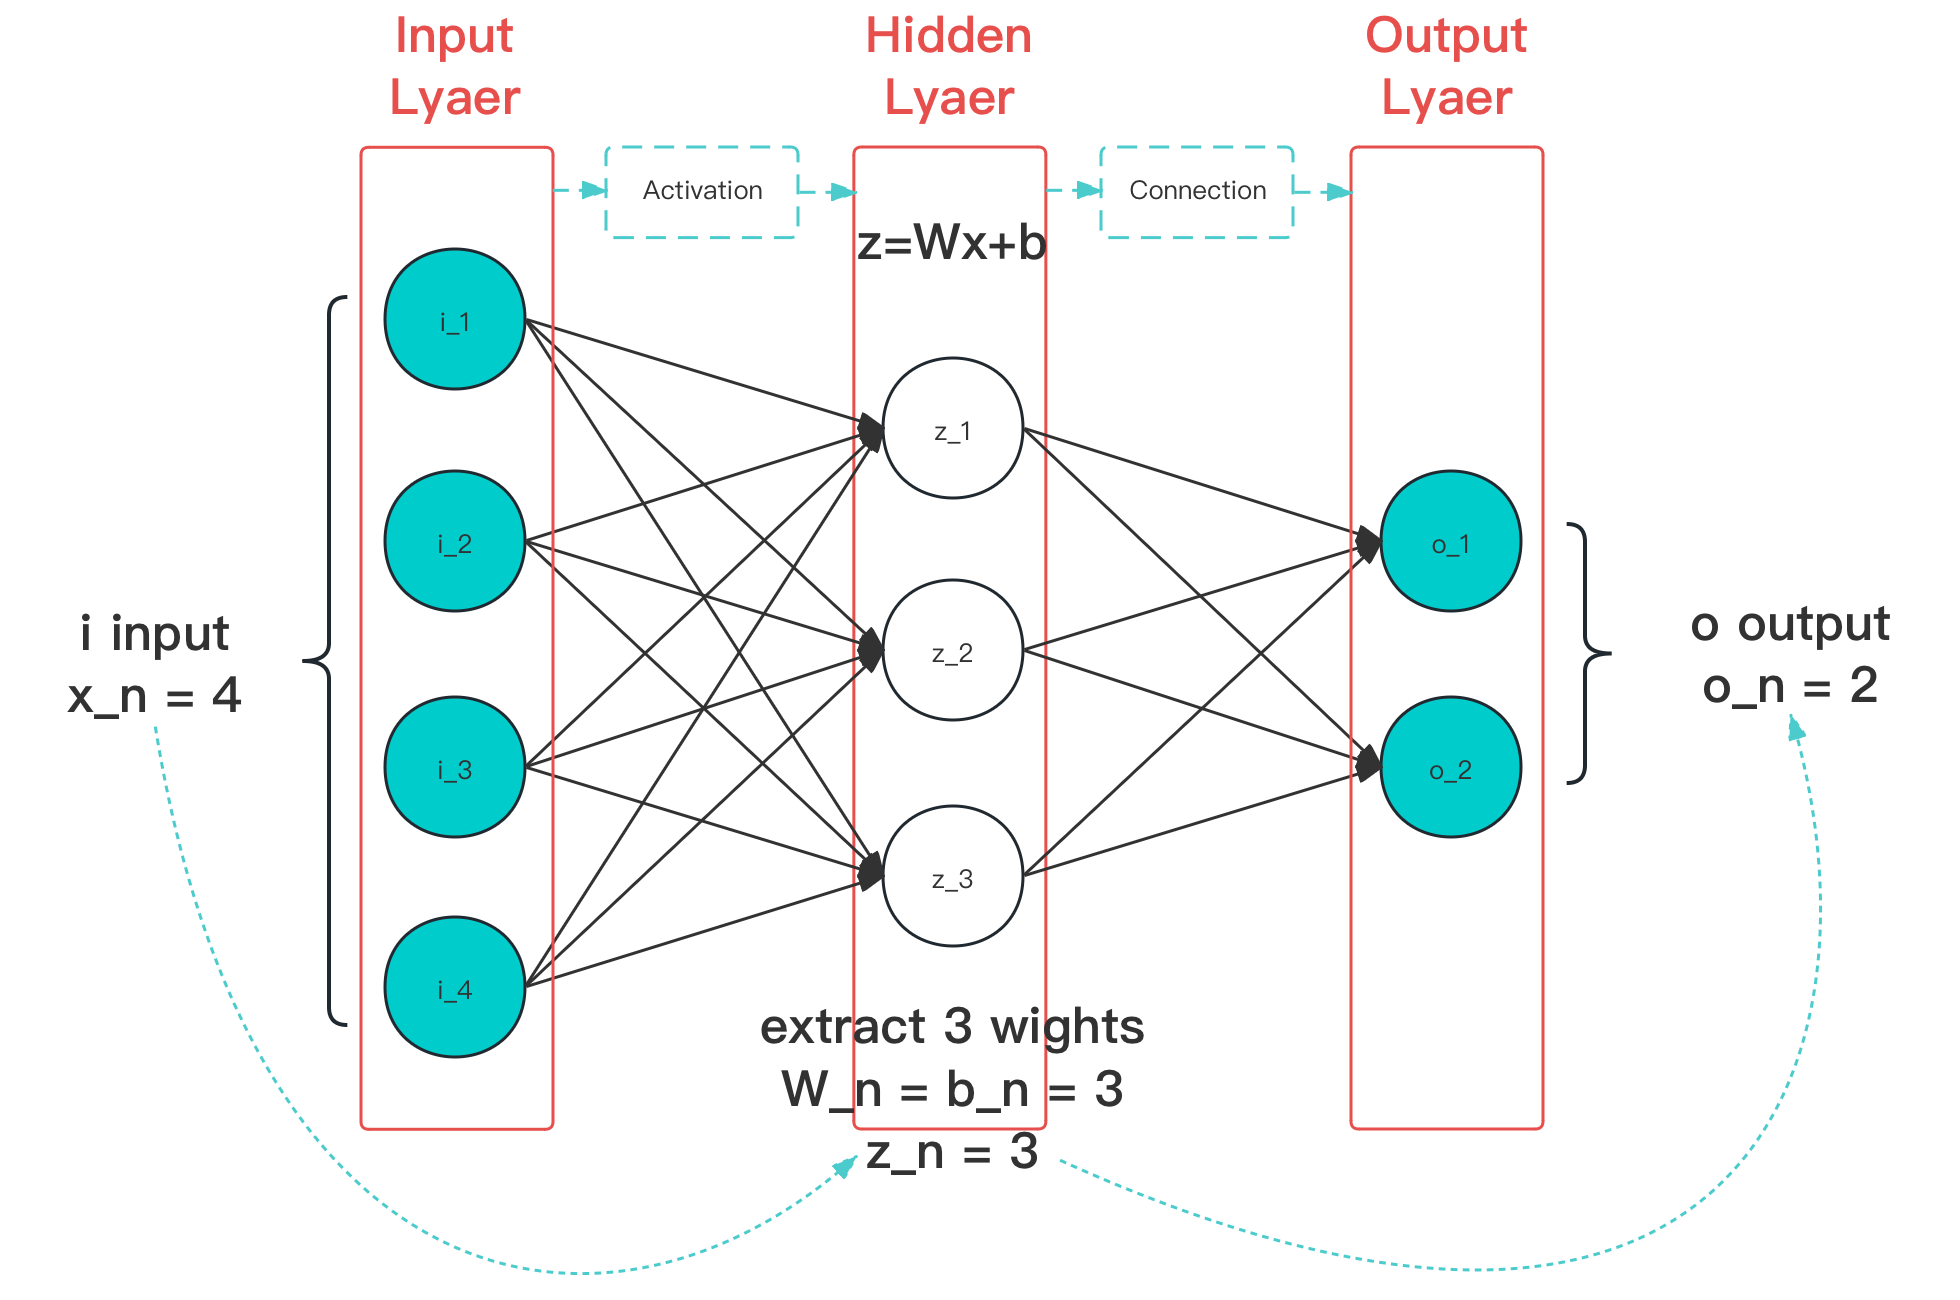 Input
Lyaer
Hidden
Lyaer
Output
Lyaer
Activation
Connection
z=Wx+b
i_1
i_2
i_3
i_4
z_1
z_2
z_3
o_1
o_2
i input
x_n = 4
o output
o_n = 2
extract 3 wights
W_n = b_n = 3
z_n = 3